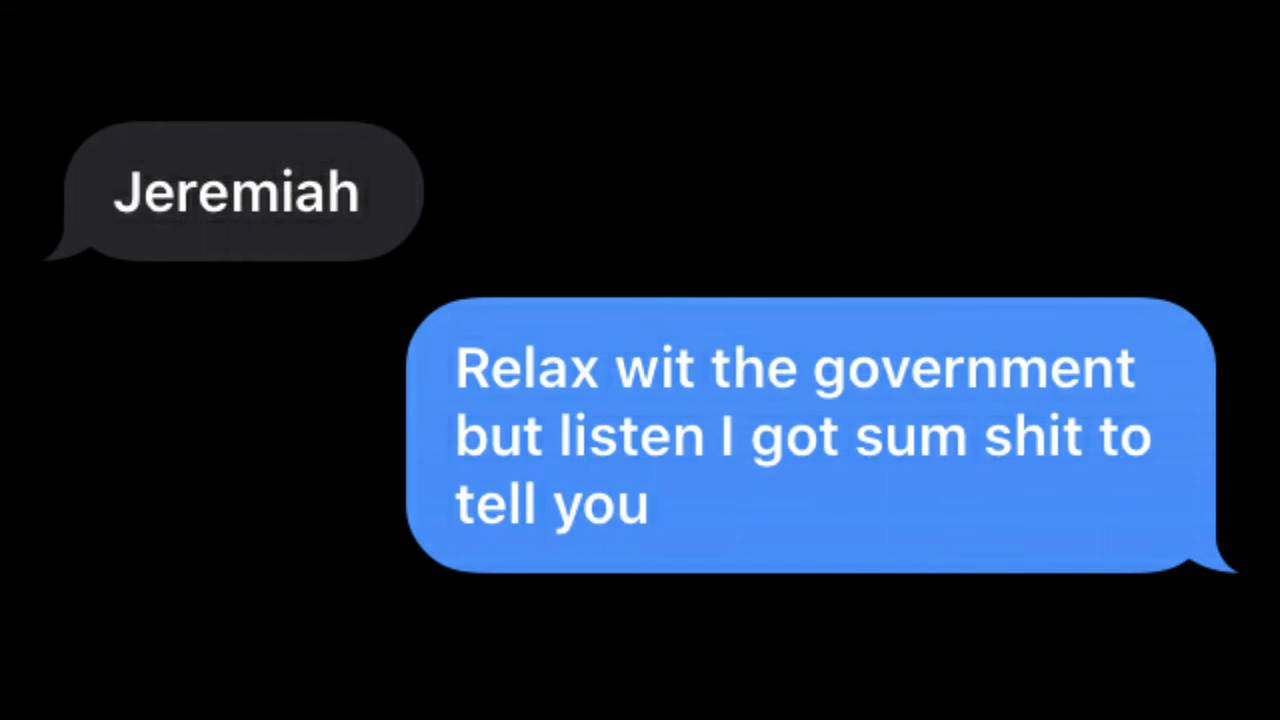 Jeremiah
Relax wit the government
but listen I got sum shit to
tell you